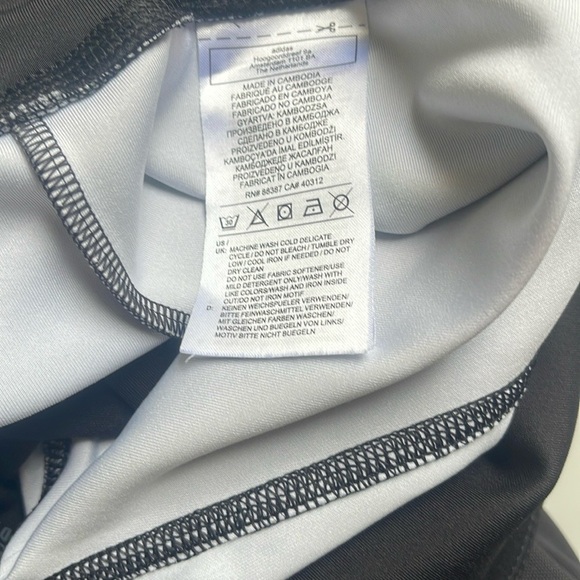 adidas
Hoogoorddreef 9a
Amsterdam 1101 BA
The Netherlands
MADE IN CAMBODIA
FABRIQUÉ AU CAMBODGE
FABRICADO EN CAMBOYA
FABRICADO NO CAMBOJA
GYÁRTVA: KAMBODZSA
ПРОИЗВЕДЕНО В КАМБОДЖА
СДЕЛАНО В КАМБОДЖЕ
PROIZVEDENO U KOMBODŽI
KAMBOÇYA'DA İMAL EDİLMİŞTİR.
КАМБОДЖЕДЕ ЖАСАЛҒАН
PROIZVEDENO U KAMBODŽI
FABRICAT ÎN CAMBOGIA
RN# 88387 CA# 40312
30
US /
UK: MACHINE WASH COLD DELICATE
CYCLE / DO NOT BLEACH / TUMBLE DRY
LOW / COOL IRON IF NEEDED / DO NOT
DRY CLEAN
DO NOT USE FABRIC SOFTENER/USE
MILD DETERGENT ONLY/WASH WITH
LIKE COLORS/WASH AND IRON INSIDE
OUT/DO NOT IRON MOTIF
D: KEINEN WEICHSPUELER VERWENDEN/
BITTE FEINWASCHMITTEL VERWENDEN/
MIT GLEICHEN FARBEN WASCHEN/
WASCHEN UND BUEGELN VON LINKS/
MOTIV BITTE NICHT BUEGELN